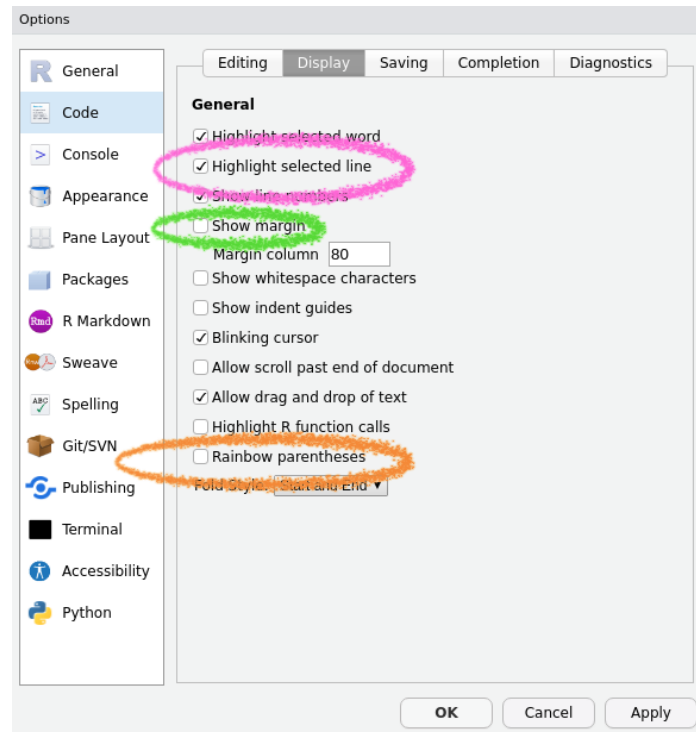 Options
General
Code
Console
Appearance
Pane Layout
Packages
Rmd R Markdown
Sweave
ABC Spelling
Git/SVN
Publishing
Terminal
Accessibility
Python
Editing Display Saving Completion Diagnostics
General
Highlight selected word
Highlight selected line
Show line numbers
Show margin
Margin column 80
Show whitespace characters
Show indent guides
Blinking cursor
Allow scroll past end of document
Allow drag and drop of text
Highlight R function calls
Rainbow parentheses
Fold Style: Start and End
OK Cancel Apply